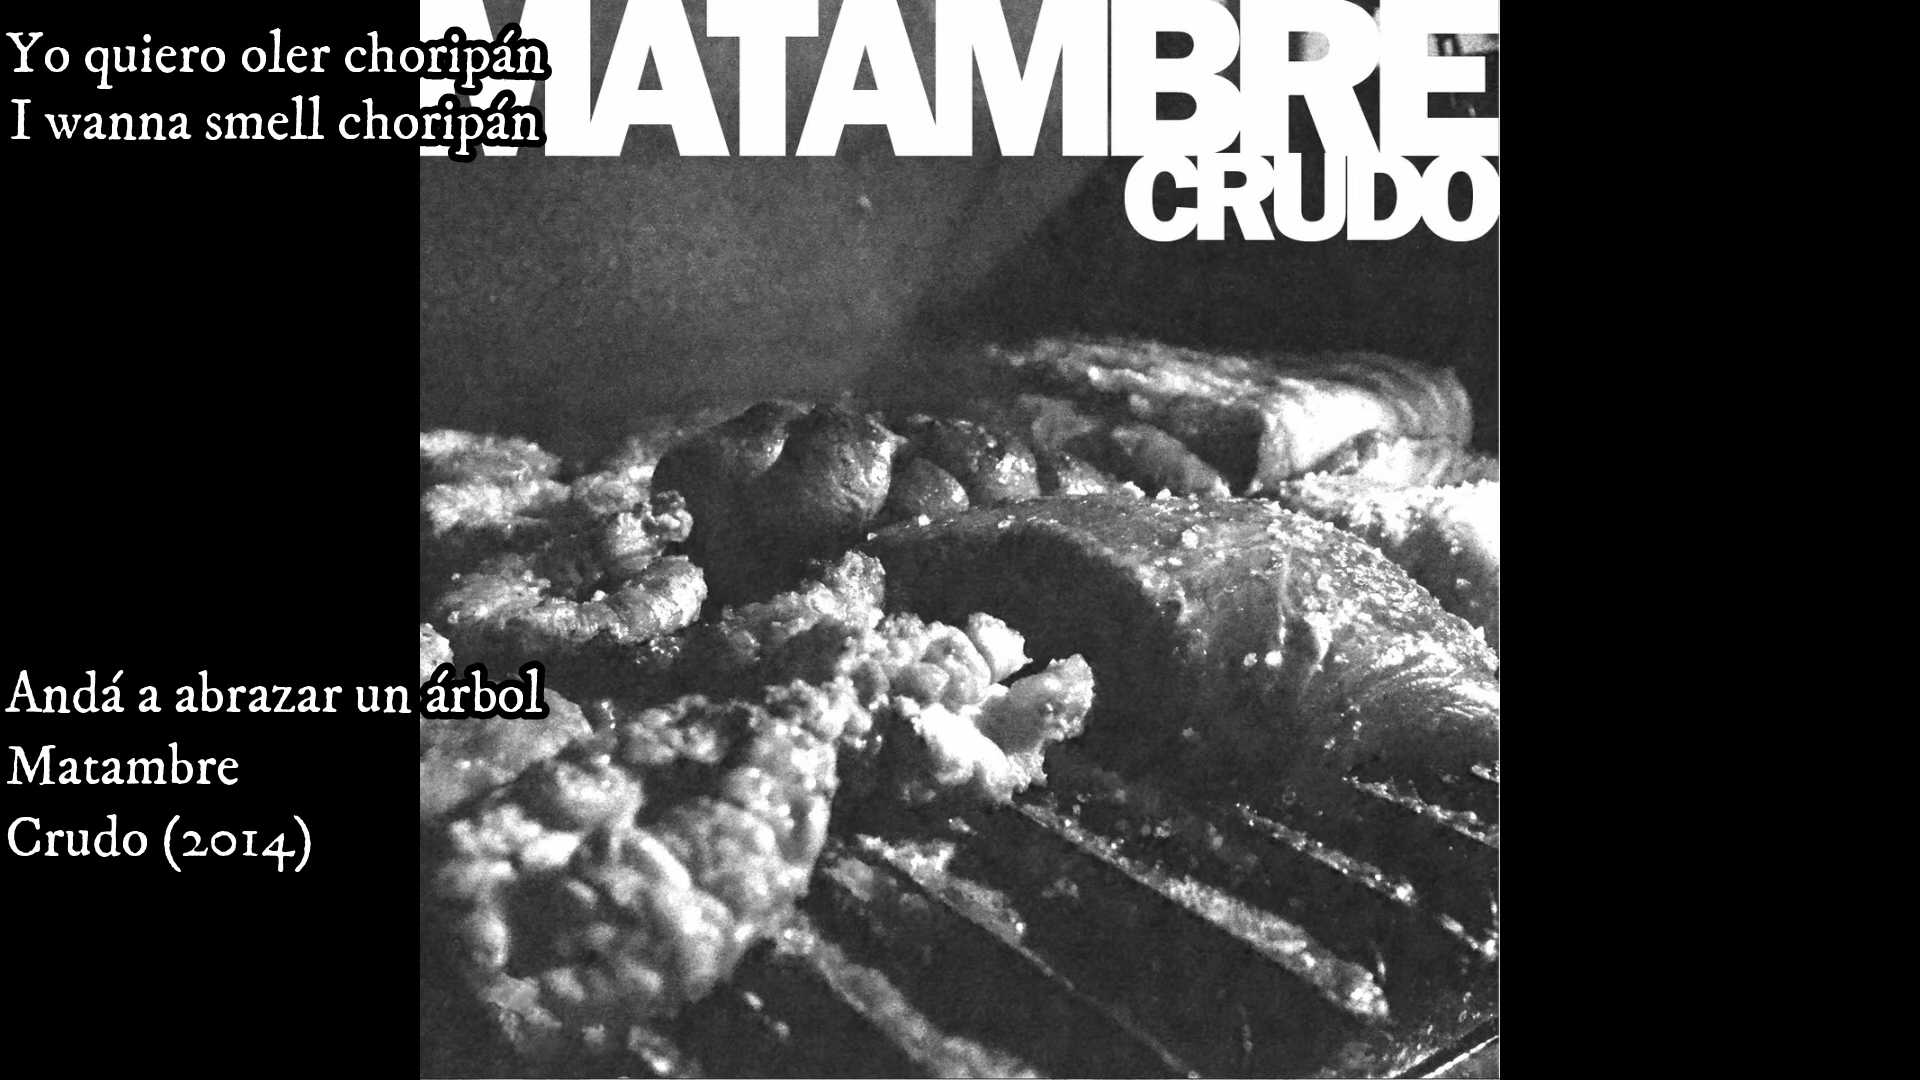 Yo quiero oler choripán
I wanna smell choripán
MATAMBRE
CRUDO
Andá a abrazar un árbol
Matambre
Crudo (2014)